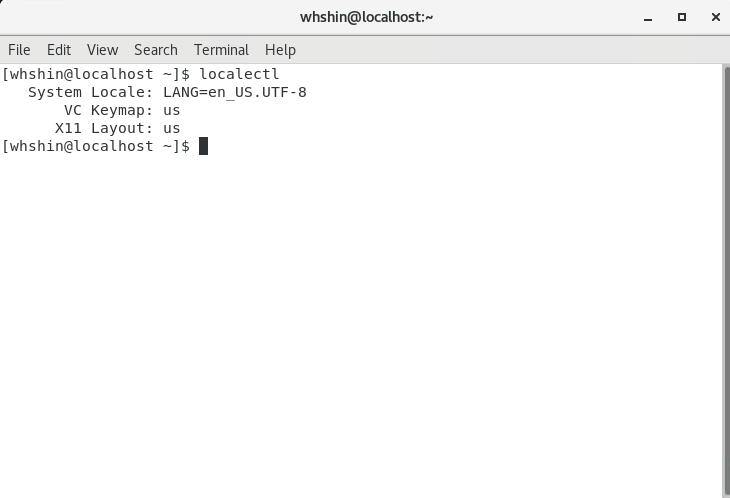 whshin@localhost:~
File Edit View Search Terminal Help
[whshin@localhost ~]$ localectl
   System Locale: LANG=en_US.UTF-8
       VC Keymap: us
      X11 Layout: us
[whshin@localhost ~]$